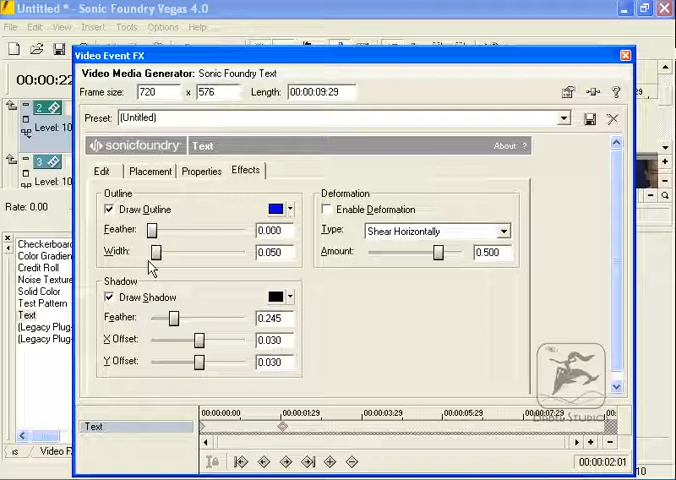 Untitled * - Sonic Foundry Vegas 4.0
File Edit View Insert Tools Options Help
Video Event FX
Video Media Generator: Sonic Foundry Text
Frame size: 720 x 576 Length: 00:00:09:29
Preset: (Untitled)
sonicfoundry Text About ?
Edit Placement Properties Effects
Outline
Draw Outline
Feather: 0.000
Width: 0.050
Shadow
Draw Shadow
Feather: 0.245
X Offset: 0.030
Y Offset: 0.030
Deformation
Enable Deformation
Type: Shear Horizontally
Amount: 0.500
00:00:22
2
Level: 10
3
Level: 10
Rate: 0.00
Checkerboard
Color Gradien
Credit Roll
Noise Texture
Solid Color
Test Pattern
Text
(Legacy Plug-
(Legacy Plug-
Video F
Text
00:00:00:00 00:00:01:29 00:00:03:29 00:00:05:29 00:00:07:29 00:
00:00:02:01